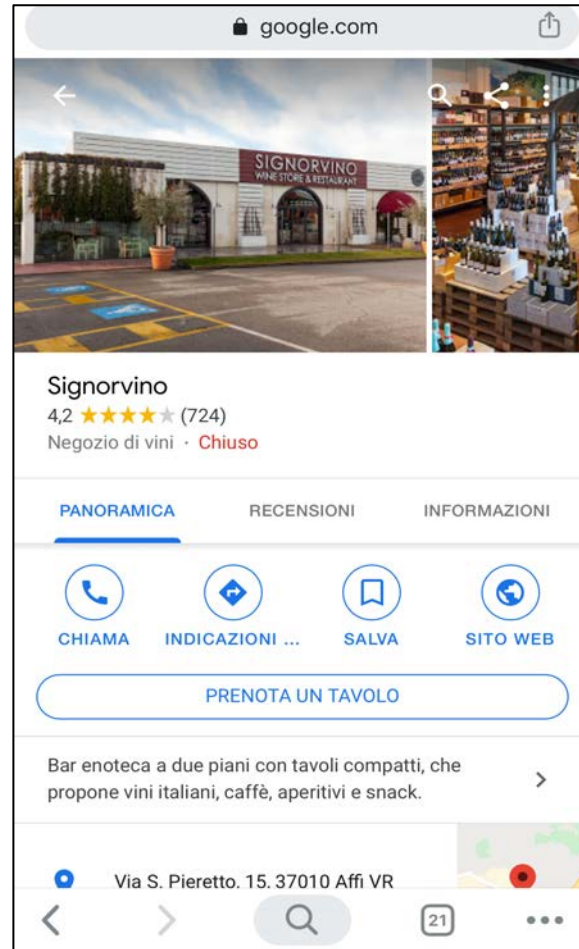 google.com
SIGNORVINO
WINE STORE & RESTAURANT
Signorvino
4,2 (724)
Negozio di vini · Chiuso
PANORAMICA RECENSIONI INFORMAZIONI
CHIAMA INDICAZIONI ... SALVA SITO WEB
PRENOTA UN TAVOLO
Bar enoteca a due piani con tavoli compatti, che
propone vini italiani, caffè, aperitivi e snack.
Via S. Pieretto, 15, 37010 Affi VR
21